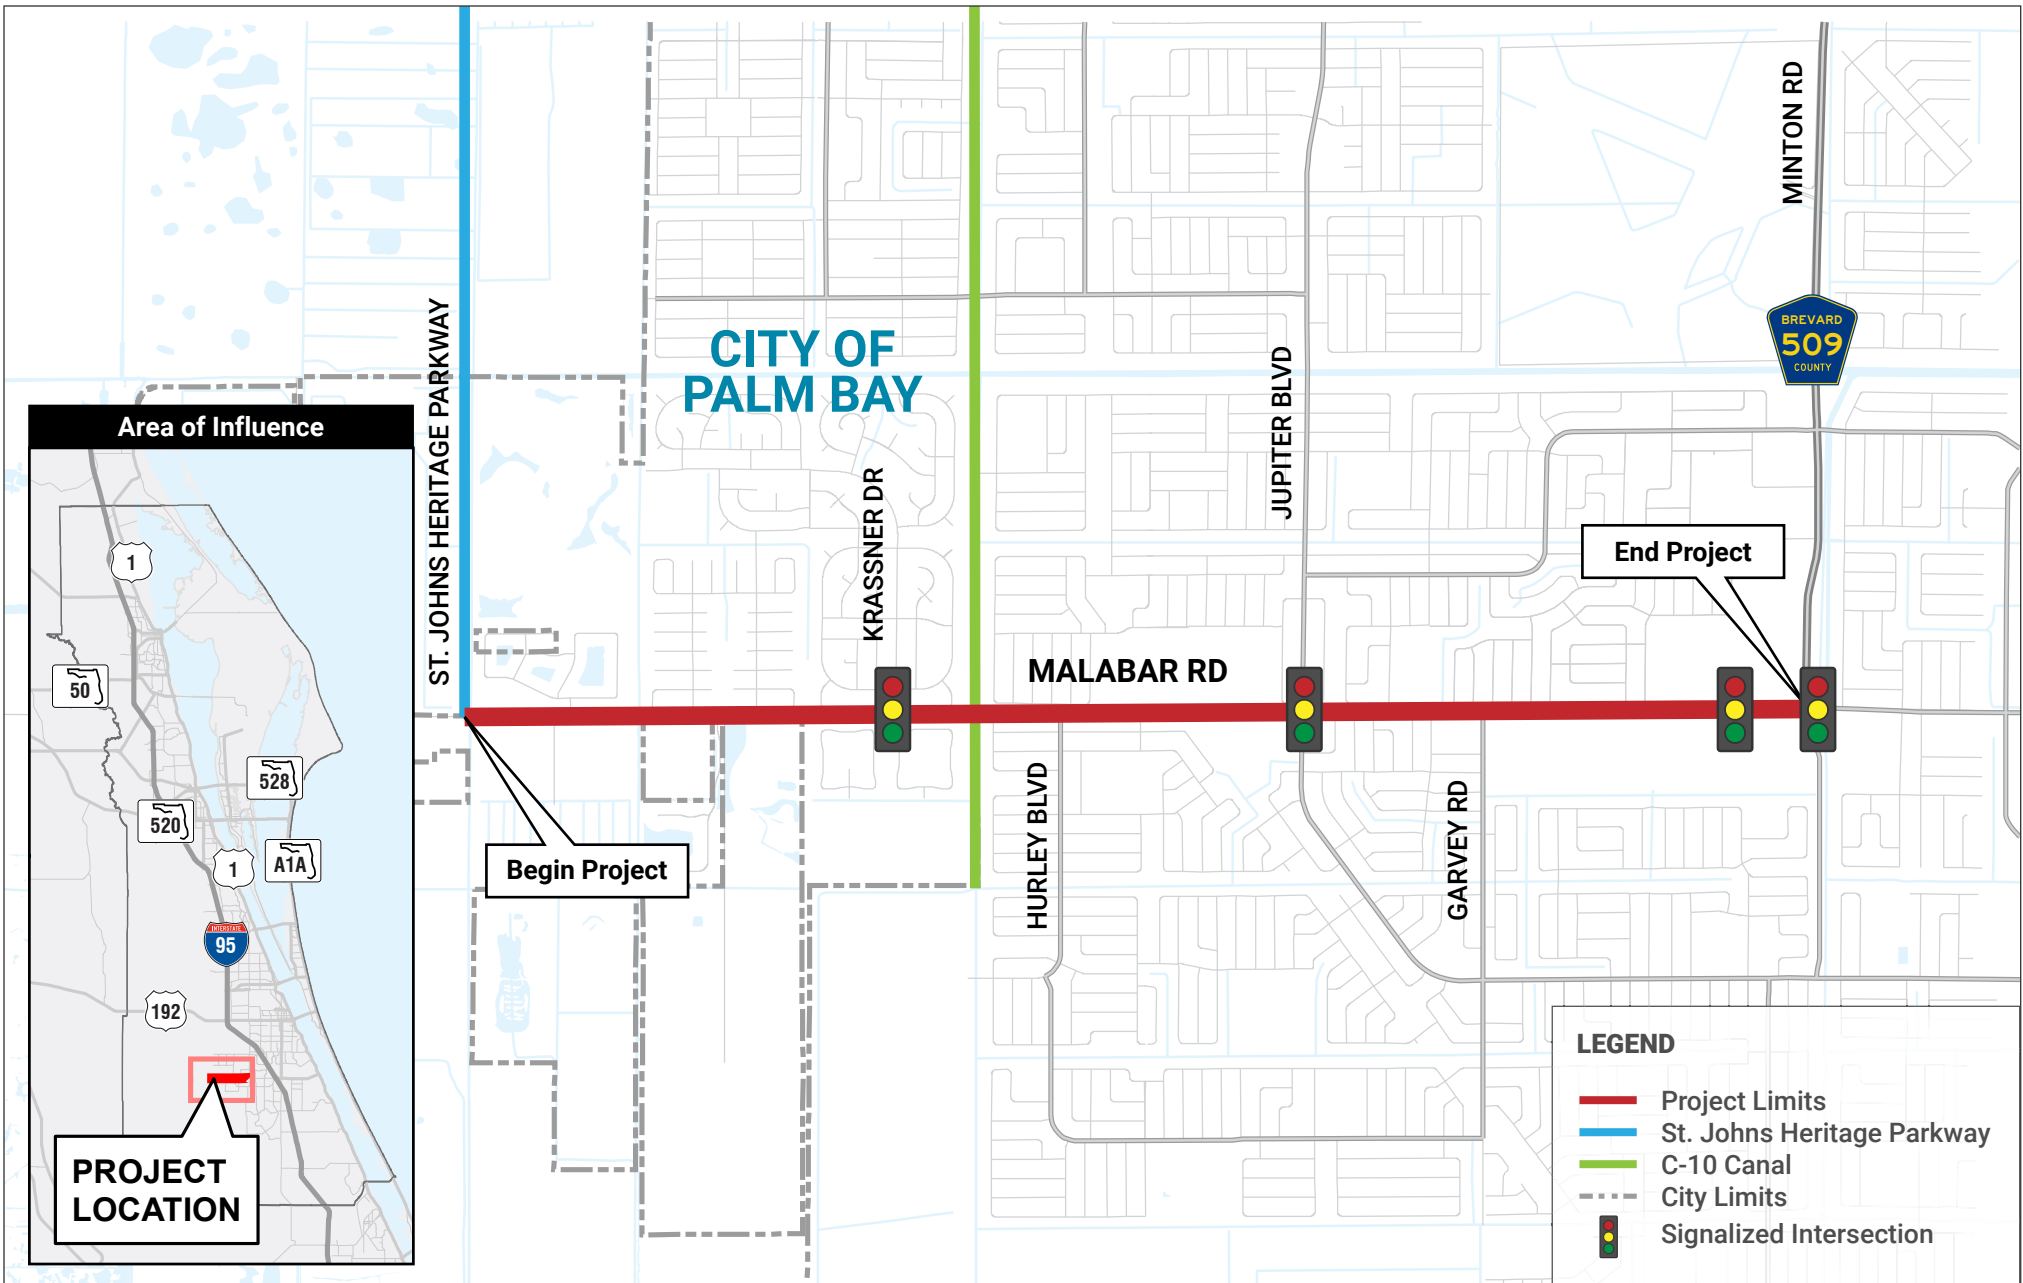 MINTON RD
BREVARD
509
COUNTY
ST. JOHNS HERITAGE PARKWAY
CITY OF
PALM BAY
JUPITER BLVD
KRASSNER DR
End Project
MALABAR RD
Begin Project
HURLEY BLVD
GARVEY RD
Area of Influence
1
50
528
520
1
A1A
INTERSTATE
95
192
PROJECT
LOCATION
LEGEND
Project Limits
St. Johns Heritage Parkway
C-10 Canal
City Limits
Signalized Intersection